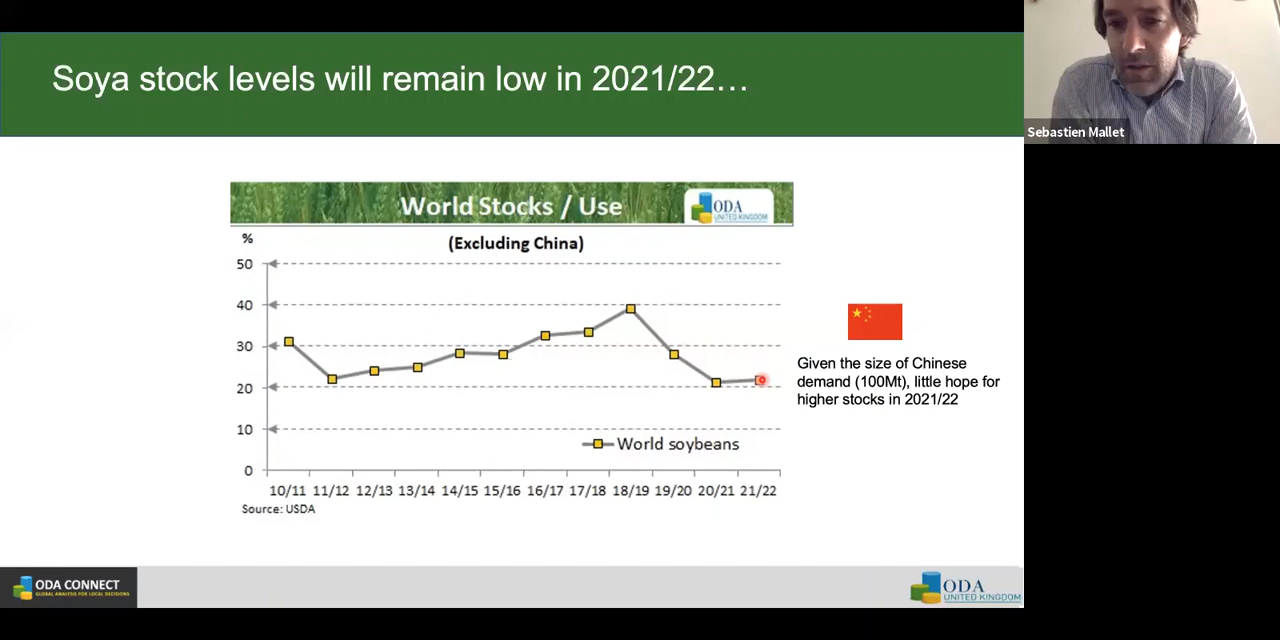 Soya stock levels will remain low in 2021/22…
Sebastien Mallet
World Stocks / Use
ODA
UNITED KINGDOM
%
(Excluding China)
50
40
30
20
10
0
World soybeans
10/11 11/12 12/13 13/14 14/15 15/16 16/17 17/18 18/19 19/20 20/21 21/22
Source: USDA
Given the size of Chinese
demand (100Mt), little hope for
higher stocks in 2021/22
ODA CONNECT
GLOBAL ANALYSIS FOR LOCAL DECISIONS
ODA
UNITED KINGDOM